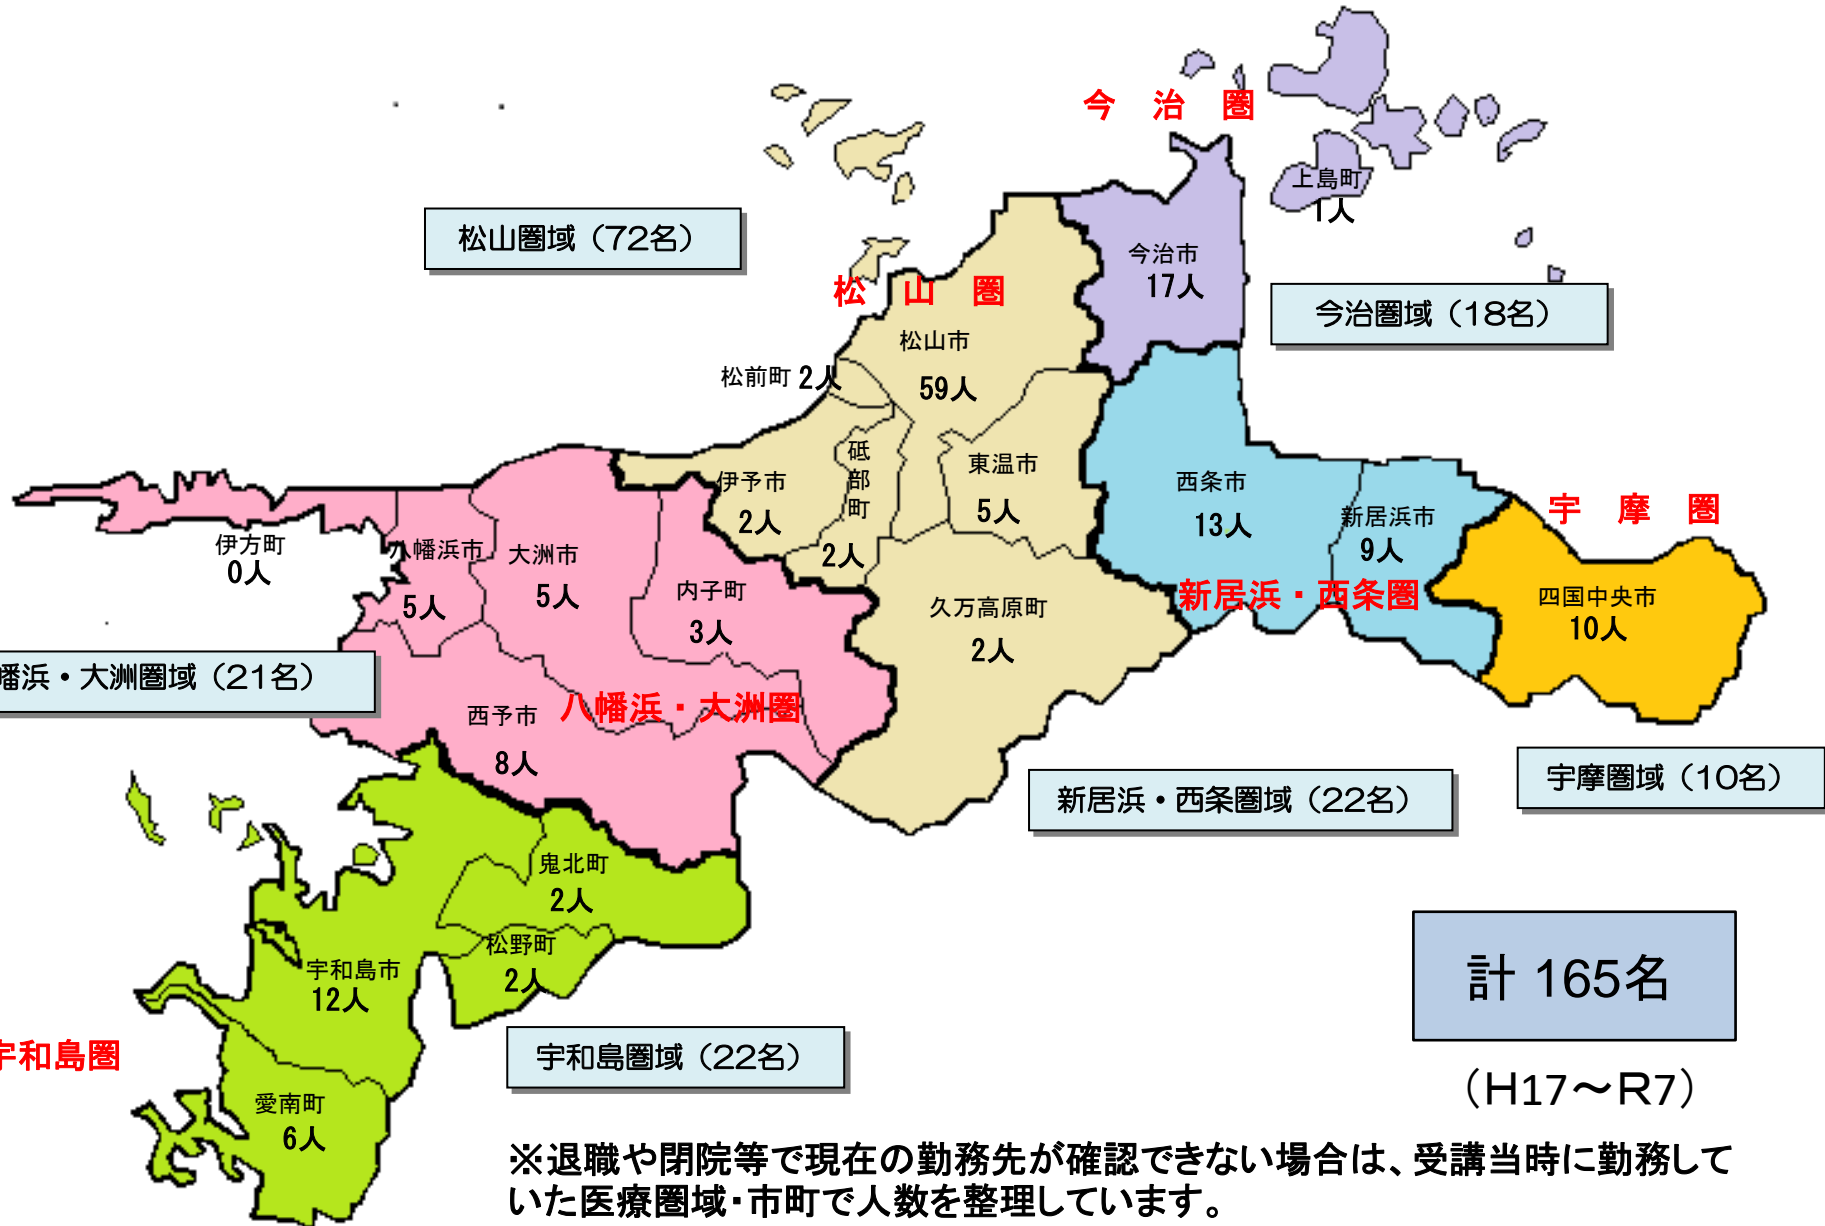 今 治 圏
上島町
1人
松山圏域（72名）
今治市
17人
松 山 圏
今治圏域（18名）
松山市
59人
松前町 2人
砥部町
2人
東温市
5人
伊予市
2人
西条市
13人
新居浜市
9人
宇 摩 圏
伊方町
0人
八幡浜市
5人
大洲市
5人
内子町
3人
新居浜・西条圏
久万高原町
2人
四国中央市
10人
幡浜・大洲圏域（21名）
西予市
8人
八幡浜・大洲圏
新居浜・西条圏域（22名）
宇摩圏域（10名）
鬼北町
2人
松野町
2人
宇和島市
12人
宇和島圏
宇和島圏域（22名）
愛南町
6人
計 165名
（H17～R7）
※退職や閉院等で現在の勤務先が確認できない場合は、受講当時に勤務して
いた医療圏域・市町で人数を整理しています。